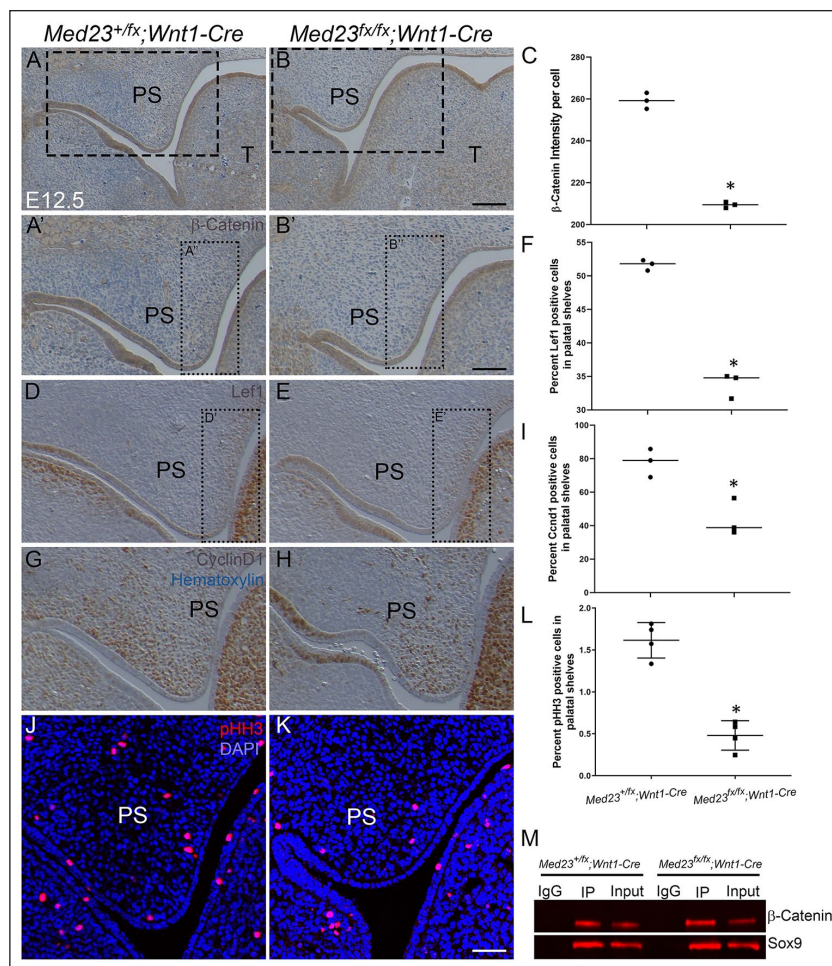 Med23+/fx;Wnt1-Cre
Med23fx/fx;Wnt1-Cre
A
PS
E12.5
B
PS
T
C
β-Catenin Intensity per cell
260
240
220
200
*
A'
β-Catenin
A''
PS
B'
B''
PS
F
Percent Lef1 positive cells
in palatal shelves
55
50
45
40
35
30
*
D
Lef1
D'
PS
E
E'
PS
I
Percent Ccnd1 positive cells
in palatal shelves
100
80
60
40
20
0
*
G
CyclinD1
Hematoxylin
PS
H
PS
L
Percent pHH3 positive cells in
palatal shelves
2.0
1.5
1.0
0.5
0.0
*
Med23+/fx;Wnt1-Cre
Med23fx/fx;Wnt1-Cre
J
pHH3
DAPI
PS
K
PS
M
Med23+/fx;Wnt1-Cre
Med23fx/fx;Wnt1-Cre
IgG IP Input IgG IP Input
β-Catenin
Sox9